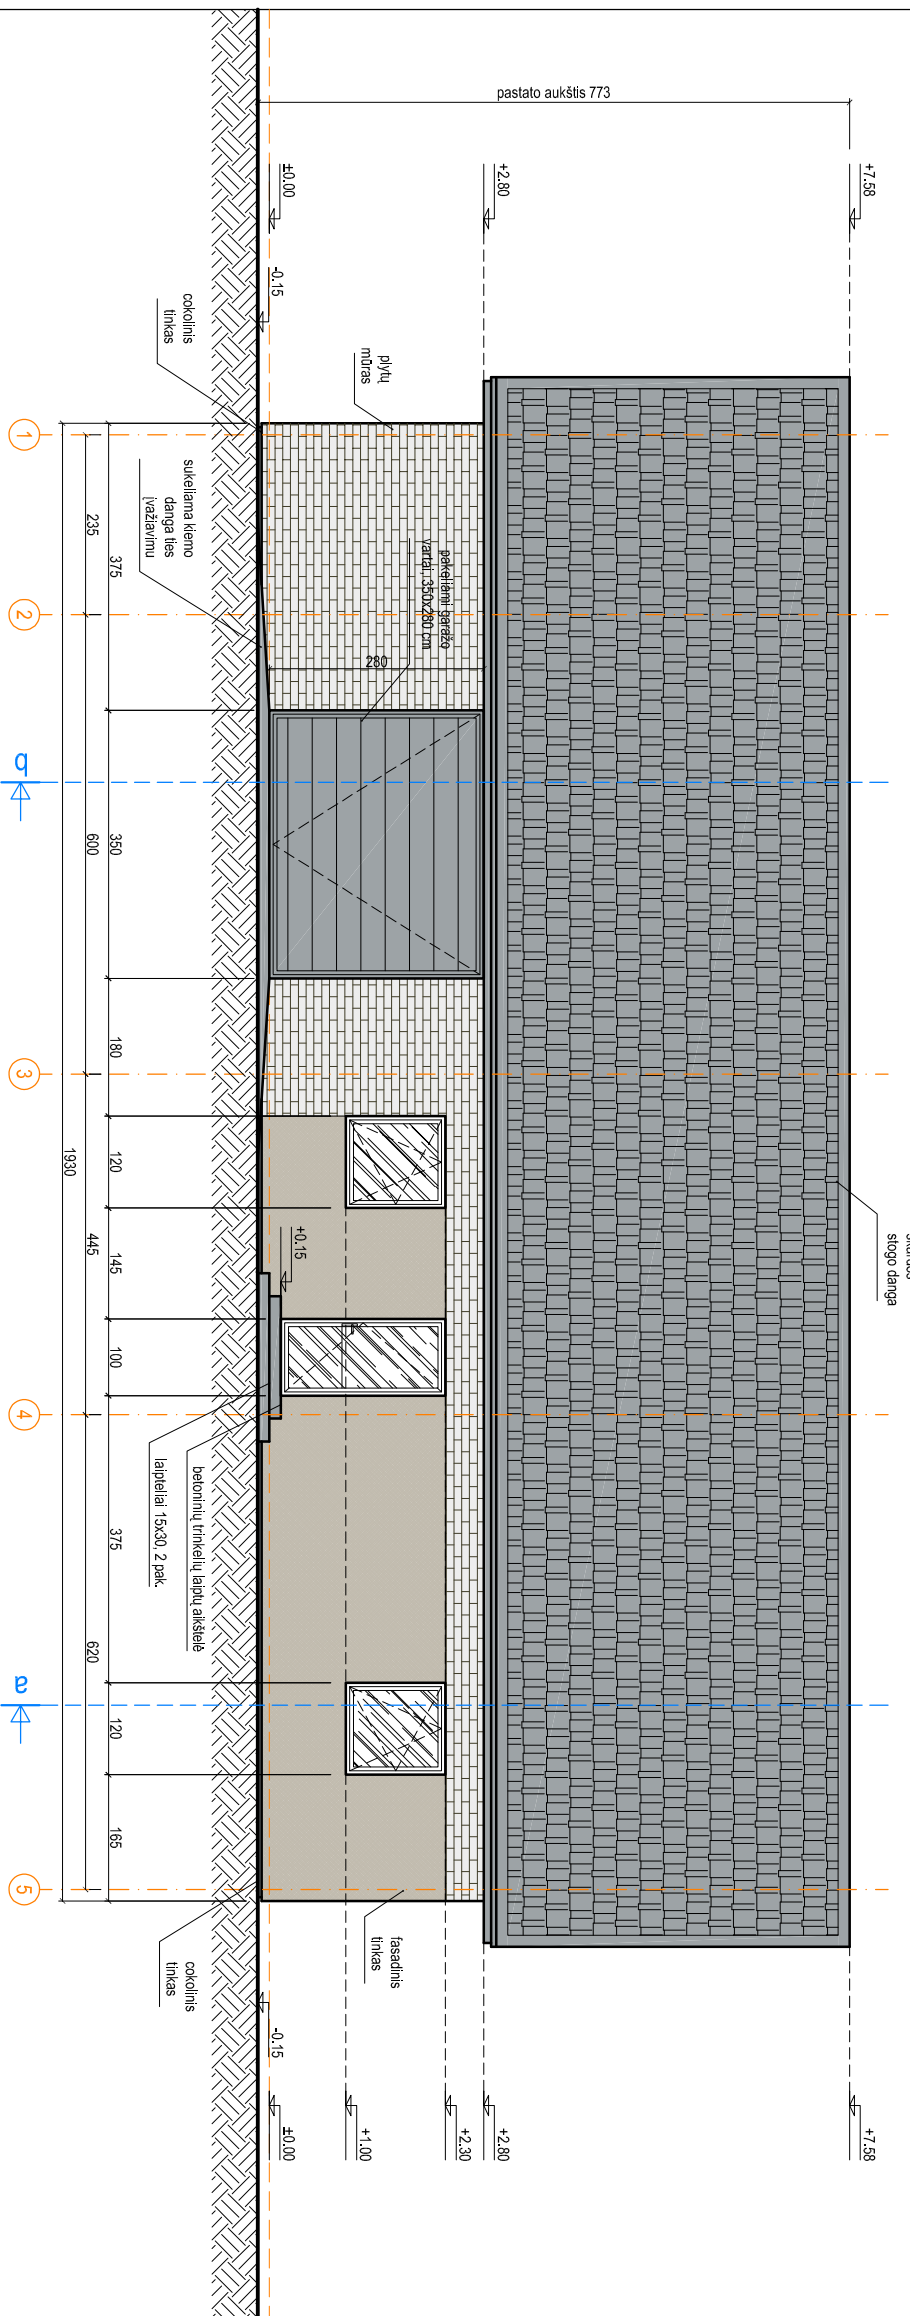 pastato aukštis 773
+7.58
+2.80
±0.00
-0.15
cokolinis
tinkas
plytų
mūras
sukeliama kiemo
danga ties
įvažiavimu
pakeliami garažo
vartai, 350x280 cm
280
stogo danga
+0.15
laipteliai 15x30, 2 pak.
betoninių trinkelių laiptų aikštelė
fasadinis
tinkas
cokolinis
tinkas
-0.15
±0.00
+1.00
+2.30
+2.80
+7.58
375
350
180
120
145
100
375
120
165
235
600
445
620
1930
1
2
3
4
5
b
a